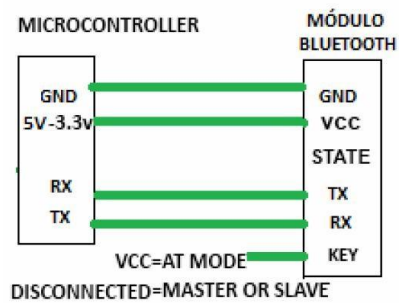 MICROCONTROLLER
MÓDULO
BLUETOOTH
GND
5V-3.3v
RX
TX
GND
VCC
STATE
TX
RX
KEY
VCC=AT MODE
DISCONNECTED=MASTER OR SLAVE